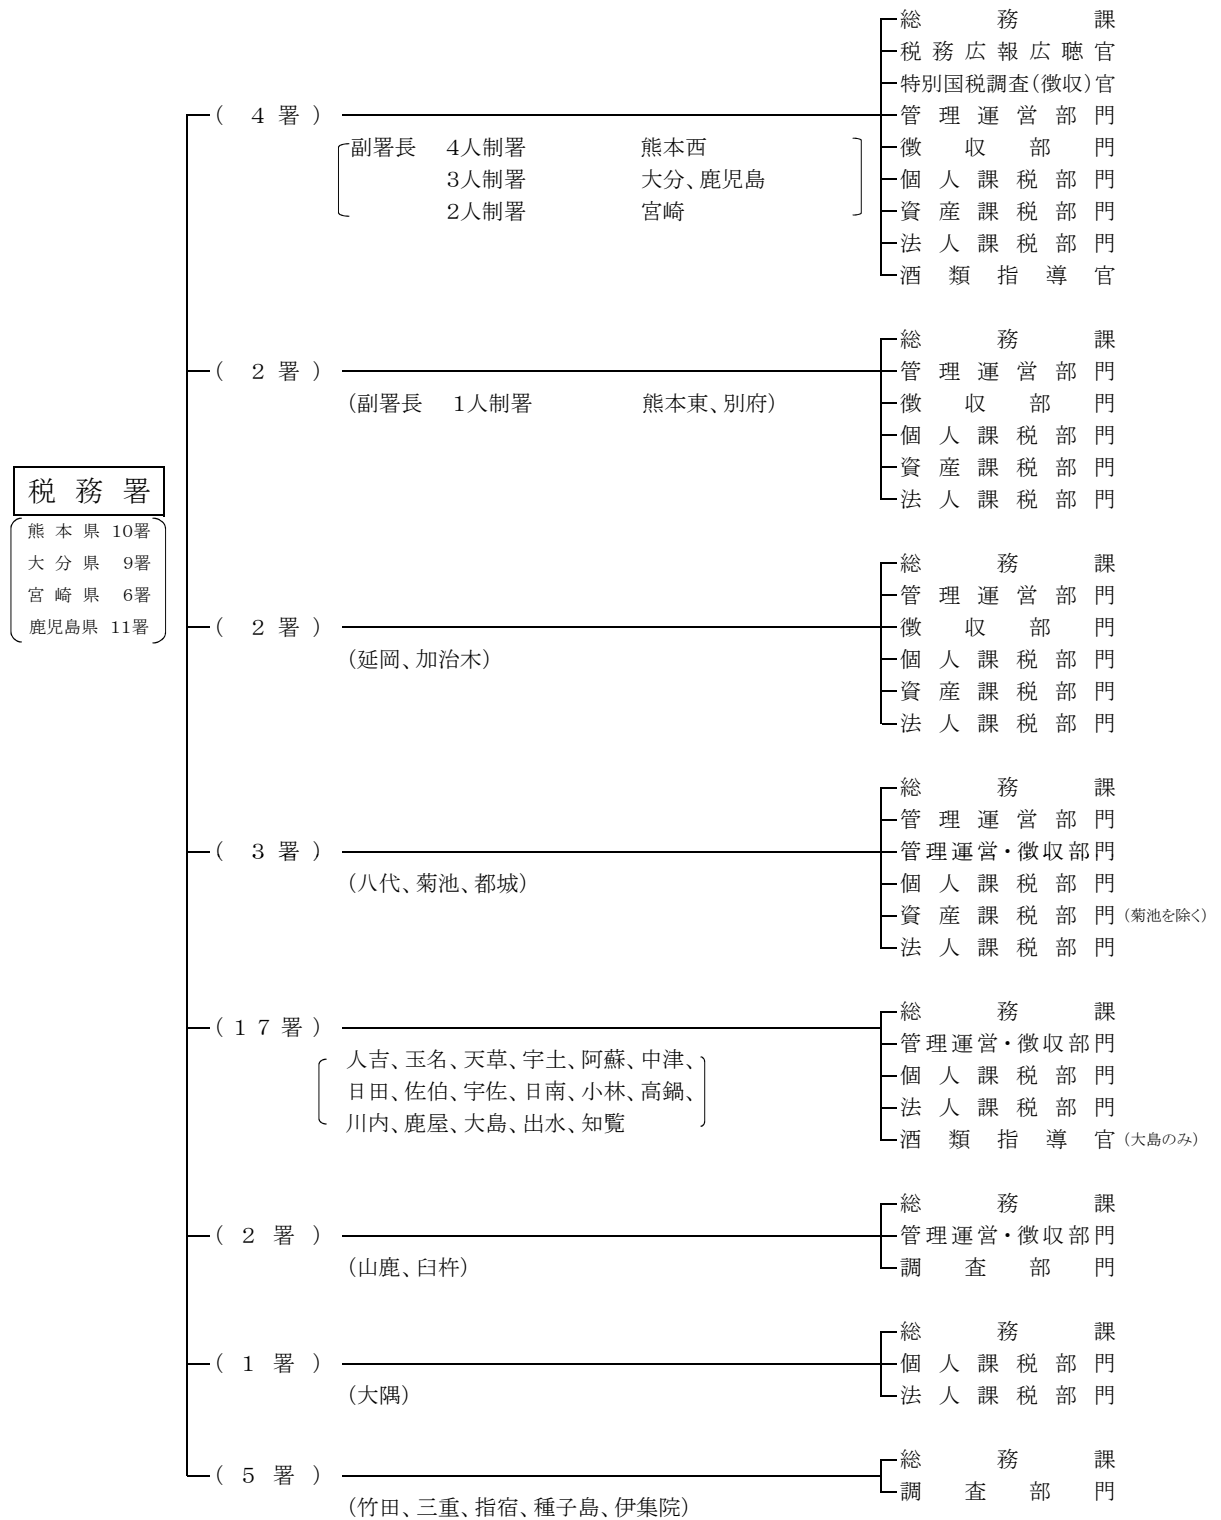 税務署
熊本県 10署
大分県 9署
宮崎県 6署
鹿児島県 11署
( 4署 )
副署長 4人制署 熊本西
3人制署 大分、鹿児島
2人制署 宮崎
総務課
税務広報広聴官
特別国税調査(徴収)官
管理運営部門
徴収部門
個人課税部門
資産課税部門
法人課税部門
酒類指導官
( 2署 )
(副署長 1人制署 熊本東、別府)
総務課
管理運営部門
徴収部門
個人課税部門
資産課税部門
法人課税部門
( 2署 )
(延岡、加治木)
総務課
管理運営部門
徴収部門
個人課税部門
資産課税部門
法人課税部門
( 3署 )
(八代、菊池、都城)
総務課
管理運営部門
管理運営・徴収部門
個人課税部門
資産課税部門 (菊池を除く)
法人課税部門
(17署 )
人吉、玉名、天草、宇土、阿蘇、中津、
日田、佐伯、宇佐、日南、小林、高鍋、
川内、鹿屋、大島、出水、知覧
総務課
管理運営・徴収部門
個人課税部門
法人課税部門
酒類指導官 (大島のみ)
( 2 署 )
(山鹿、臼杵)
総務課
管理運営・徴収部門
調査部門
( 1 署 )
(大隅)
総務課
個人課税部門
法人課税部門
( 5 署 )
(竹田、三重、指宿、種子島、伊集院)
総務課
調査部門